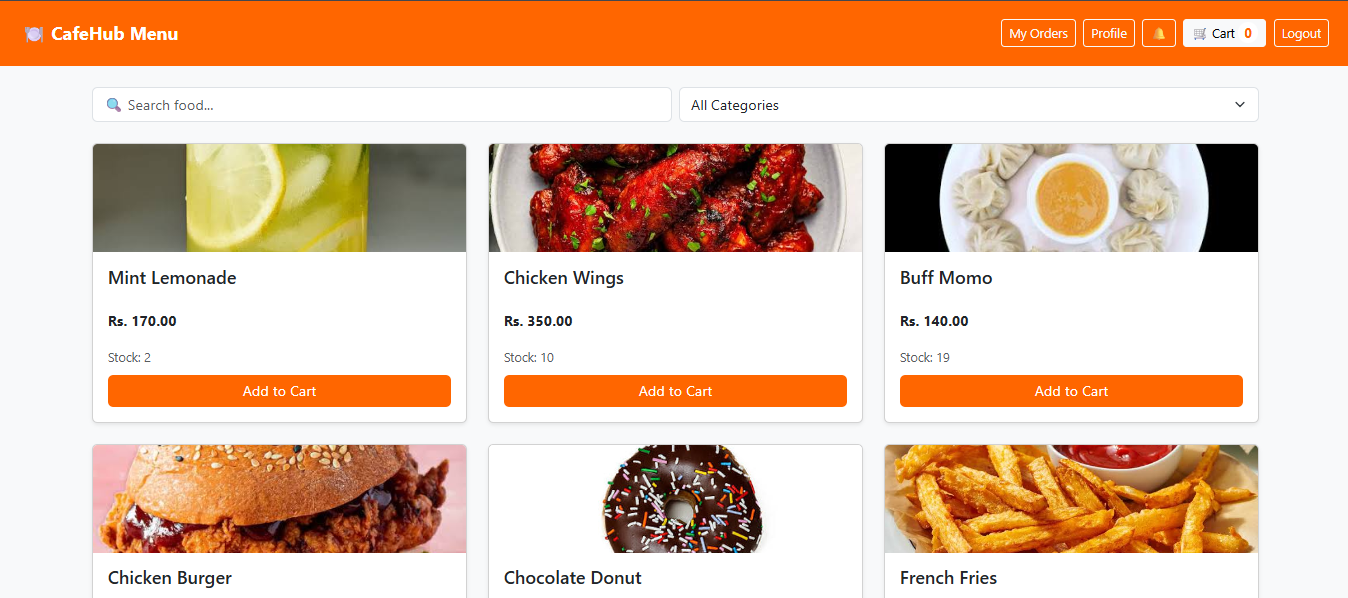 🍽️ CafeHub Menu
My Orders Profile 🔔 🛒 Cart 0 Logout
🔍 Search food... All Categories
Mint Lemonade
Rs. 170.00
Stock: 2
Add to Cart
Chicken Wings
Rs. 350.00
Stock: 10
Add to Cart
Buff Momo
Rs. 140.00
Stock: 19
Add to Cart
Chicken Burger
Chocolate Donut
French Fries